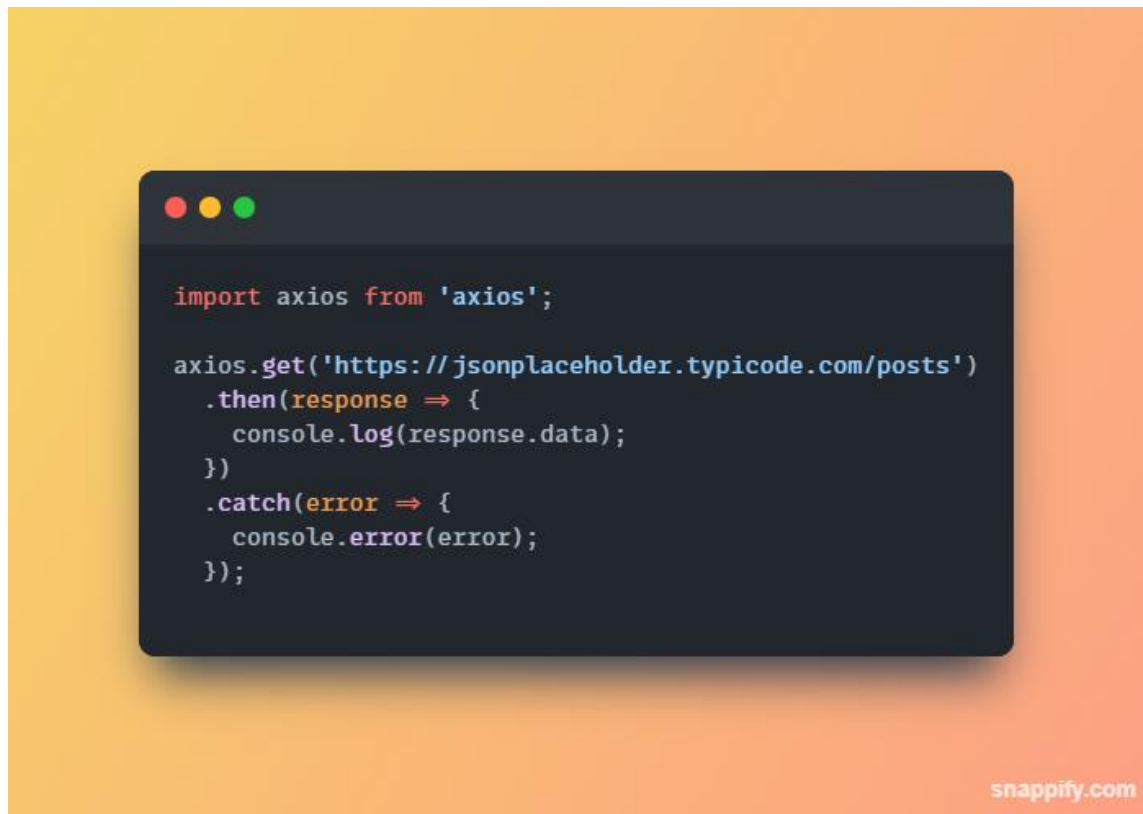 import axios from 'axios';
axios.get('https://jsonplaceholder.typicode.com/posts')
.then(response => {
console.log(response.data);
})
.catch(error => {
console.error(error);
});
snappify.com